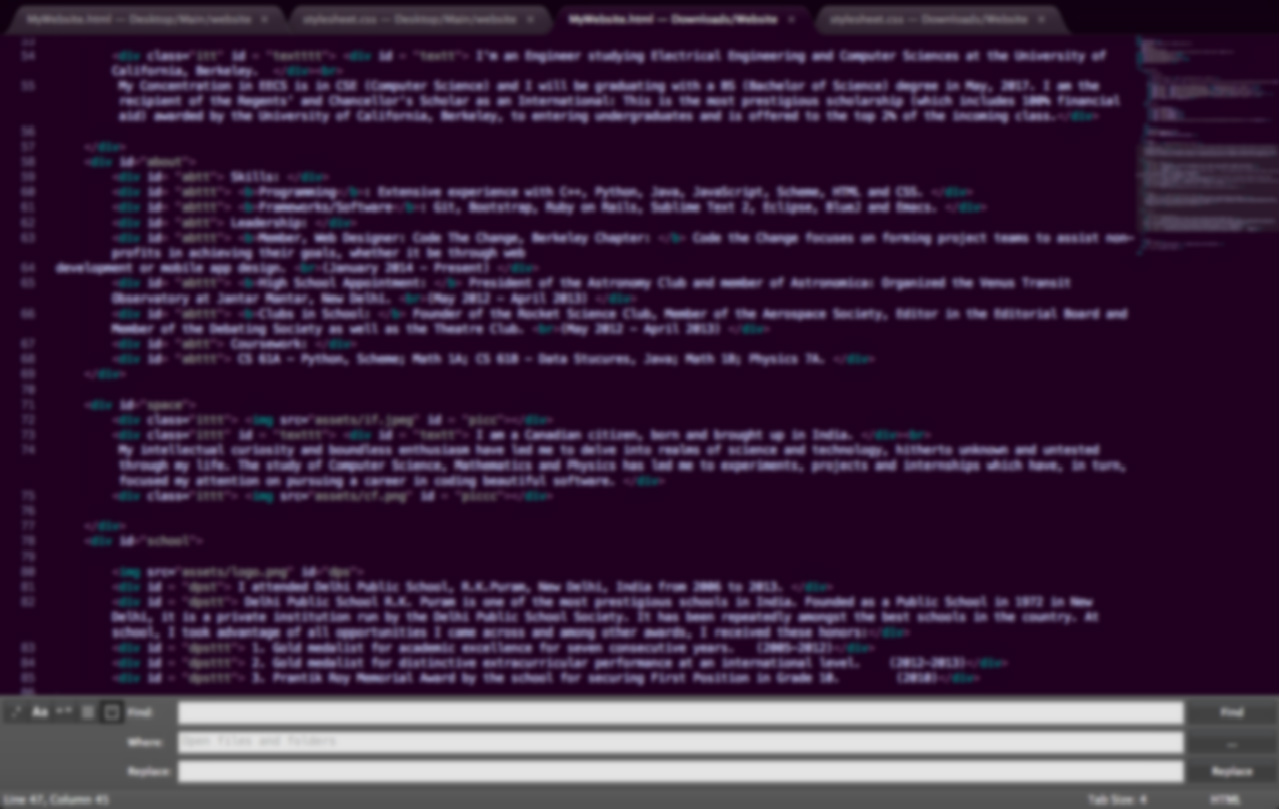 MyWebsite.html — Desktop/Main/website × stylesheet.css — Desktop/Main/website × MyWebsite.html — Downloads/Website × stylesheet.css — Downloads/Website ×
54 <div class="itt" id = "textttt"> <div id = "textt"> I'm an Engineer studying Electrical Engineering and Computer Sciences at the University of
California, Berkeley. </div><br>
55 My Concentration in EECS is in CSE (Computer Science) and I will be graduating with a BS (Bachelor of Science) degree in May, 2017. I am the
recipient of the Regents' and Chancellor's Scholar as an International: This is the most prestigious scholarship (which includes 100% financial
aid) awarded by the University of California, Berkeley, to entering undergraduates and is offered to the top 2% of the incoming class.</div>
56
57 </div>
58 <div id="about">
59 <div id= "abtt"> Skills: </div>
60 <div id= "abttt"> <b>Programming</b>: Extensive experience with C++, Python, Java, JavaScript, Scheme, HTML and CSS. </div>
61 <div id= "abttt"> <b>Frameworks/Software</b>: Git, Bootstrap, Ruby on Rails, Sublime Text 2, Eclipse, BlueJ and Emacs. </div>
62 <div id= "abtt"> Leadership: </div>
63 <div id= "abttt"> <b>Member, Web Designer: Code The Change, Berkeley Chapter: </b> Code the Change focuses on forming project teams to assist non-
profits in achieving their goals, whether it be through web
64 development or mobile app design. <br>(January 2014 – Present) </div>
65 <div id= "abttt"> <b>High School Appointment: </b> President of the Astronomy Club and member of Astronomica: Organized the Venus Transit
Observatory at Jantar Mantar, New Delhi. <br>(May 2012 – April 2013) </div>
66 <div id= "abttt"> <b>Clubs in School: </b> Founder of the Rocket Science Club, Member of the Aerospace Society, Editor in the Editorial Board and
Member of the Debating Society as well as the Theatre Club. <br>(May 2012 – April 2013) </div>
67 <div id= "abttt"> Coursework: </div>
68 <div id= "abttt"> CS 61A – Python, Scheme; Math 1A; CS 61B – Data Stucures, Java; Math 1B; Physics 7A. </div>
69 </div>
70
71 <div id="space">
72 <div class="ittt"> <img src="assets/if.jpeg" id = "picc"></div>
73 <div class="ittt" id = "texttt"> <div id = "textt"> I am a Canadian citizen, born and brought up in India. </div><br>
74 My intellectual curiosity and boundless enthusiasm have led me to delve into realms of science and technology, hitherto unknown and untested
through my life. The study of Computer Science, Mathematics and Physics has led me to experiments, projects and internships which have, in turn,
focused my attention on pursuing a career in coding beautiful software. </div>
75 <div class="ittt"> <img src="assets/cf.png" id = "piccc"></div>
76
77 </div>
78 <div id="school">
79
80 <img src="assets/logo.png" id="dps">
81 <div id = "dpst"> I attended Delhi Public School, R.K.Puram, New Delhi, India from 2006 to 2013. </div>
82 <div id = "dpstt"> Delhi Public School R.K. Puram is one of the most prestigious schools in India. Founded as a Public School in 1972 in New
Delhi, it is a private institution run by the Delhi Public School Society. It has been repeatedly amongst the best schools in the country. At
school, I took advantage of all opportunities I came across and among other awards, I received these honors:</div>
83 <div id = "dpsttt"> 1. Gold medalist for academic excellence for seven consecutive years. (2005–2012)</div>
84 <div id = "dpsttt"> 2. Gold medalist for distinctive extracurricular performance at an international level. (2012–2013)</div>
85 <div id = "dpsttt"> 3. Prantik Roy Memorial Award by the school for securing First Position in Grade 10. (2010)</div>
Find: Find
Where: Open files and folders ...
Replace: Replace
Line 47, Column 45 Tab Size: 4 HTML